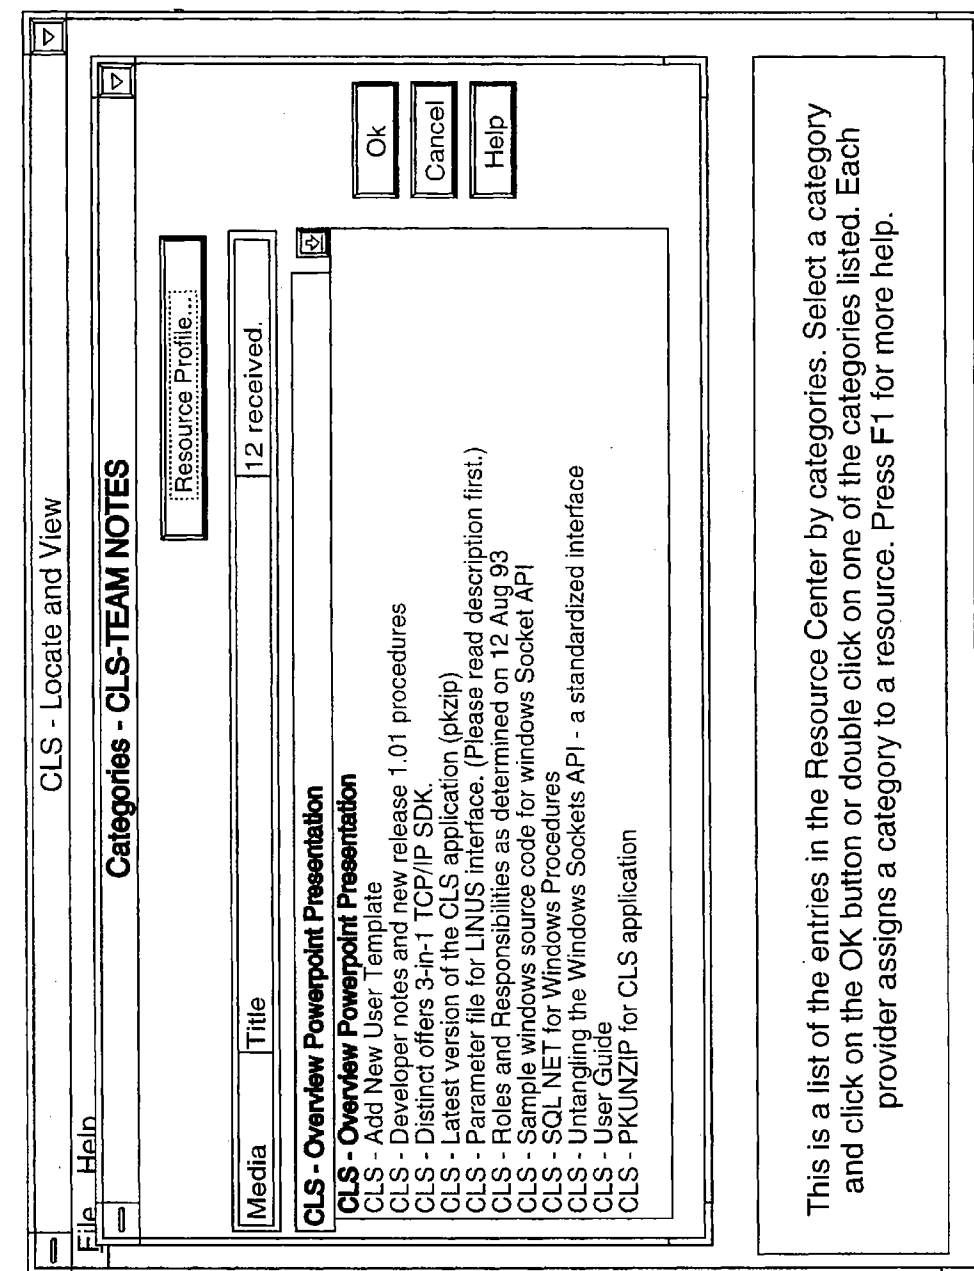 CLS - Locate and View
File Help
Categories - CLS-TEAM NOTES
Resource Profile...
Media Title 12 received.
CLS - Overview Powerpoint Presentation
CLS - Overview Powerpoint Presentation
CLS - Add New User Template
CLS - Developer notes and new release 1.01 procedures
CLS - Distinct offers 3-in-1 TCP/IP SDK.
CLS - Latest version of the CLS application (pkzip)
CLS - Parameter file for LINUS interface. (Please read description first.)
CLS - Roles and Responsibilities as determined on 12 Aug 93
CLS - Sample windows source code for windows Socket API
CLS - SQL NET for Windows Procedures
CLS - Untangling the Windows Sockets API - a standardized interface
CLS - User Guide
CLS - PKUNZIP for CLS application
Ok
Cancel
Help
This is a list of the entries in the Resource Center by categories. Select a category
and click on the OK button or double click on one of the categories listed. Each
provider assigns a category to a resource. Press F1 for more help.